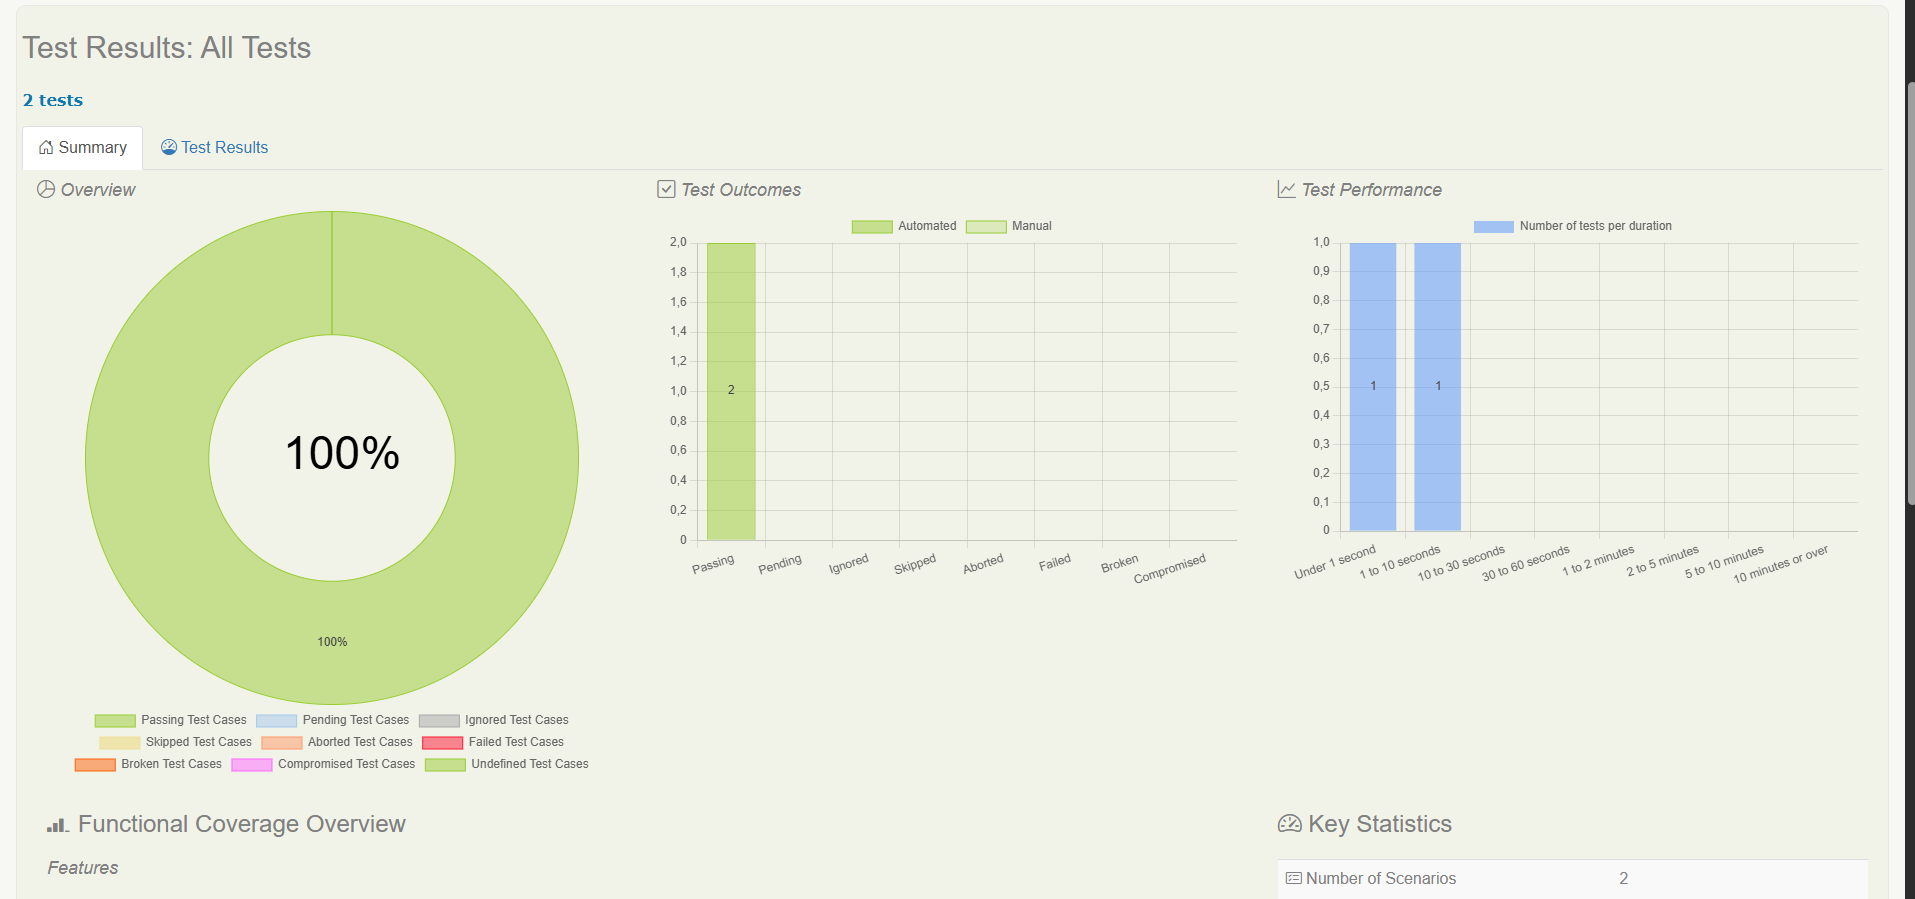 Test Results: All Tests
2 tests
Summary
Test Results
Overview
100%
100%
Passing Test Cases Pending Test Cases Ignored Test Cases
Skipped Test Cases Aborted Test Cases Failed Test Cases
Broken Test Cases Compromised Test Cases Undefined Test Cases
Test Outcomes
Automated Manual
2,0
1,8
1,6
1,4
1,2
1,0
0,8
0,6
0,4
0,2
0
2
Passing Pending Ignored Skipped Aborted Failed Broken Compromised
Test Performance
Number of tests per duration
1,0
0,9
0,8
0,7
0,6
0,5
0,4
0,3
0,2
0,1
0
1 1
Under 1 second 1 to 10 seconds 10 to 30 seconds 30 to 60 seconds 1 to 2 minutes 2 to 5 minutes 5 to 10 minutes 10 minutes or over
Functional Coverage Overview
Features
Key Statistics
Number of Scenarios 2